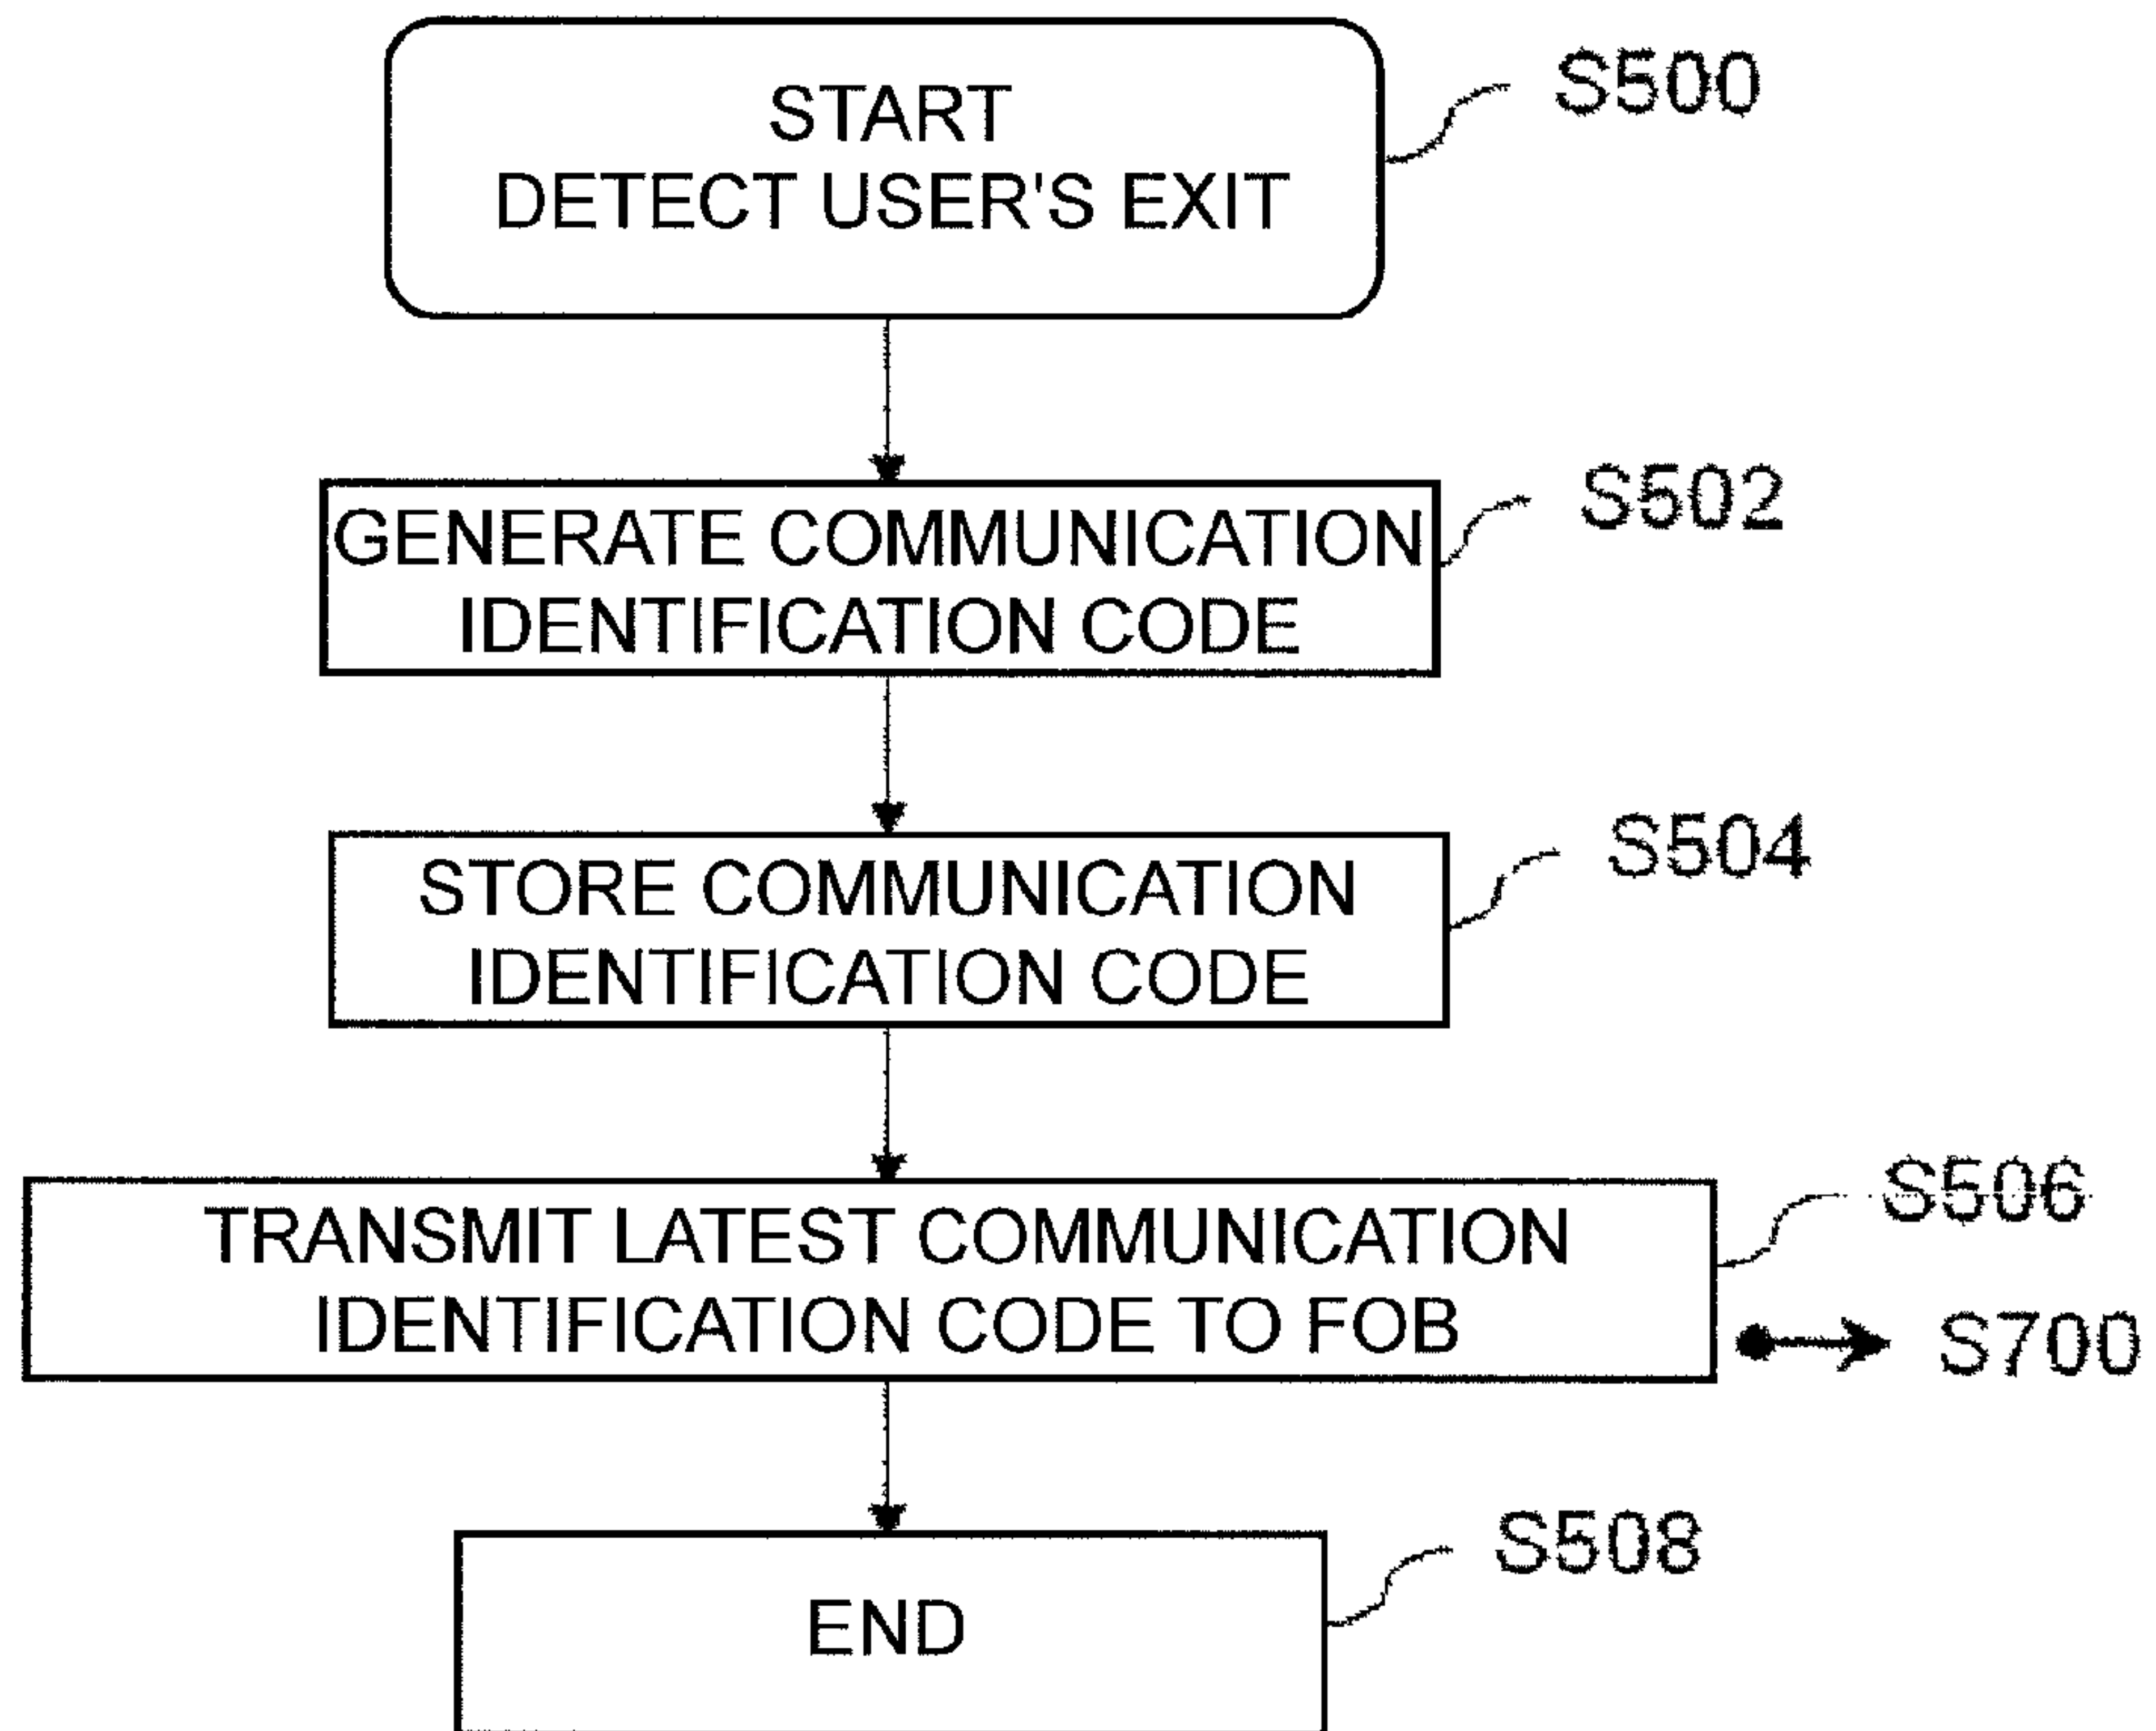 START
DETECT USER'S EXIT
S500
GENERATE COMMUNICATION
IDENTIFICATION CODE
S502
STORE COMMUNICATION
IDENTIFICATION CODE
S504
TRANSMIT LATEST COMMUNICATION
IDENTIFICATION CODE TO FOB
S506
S700
END
S508